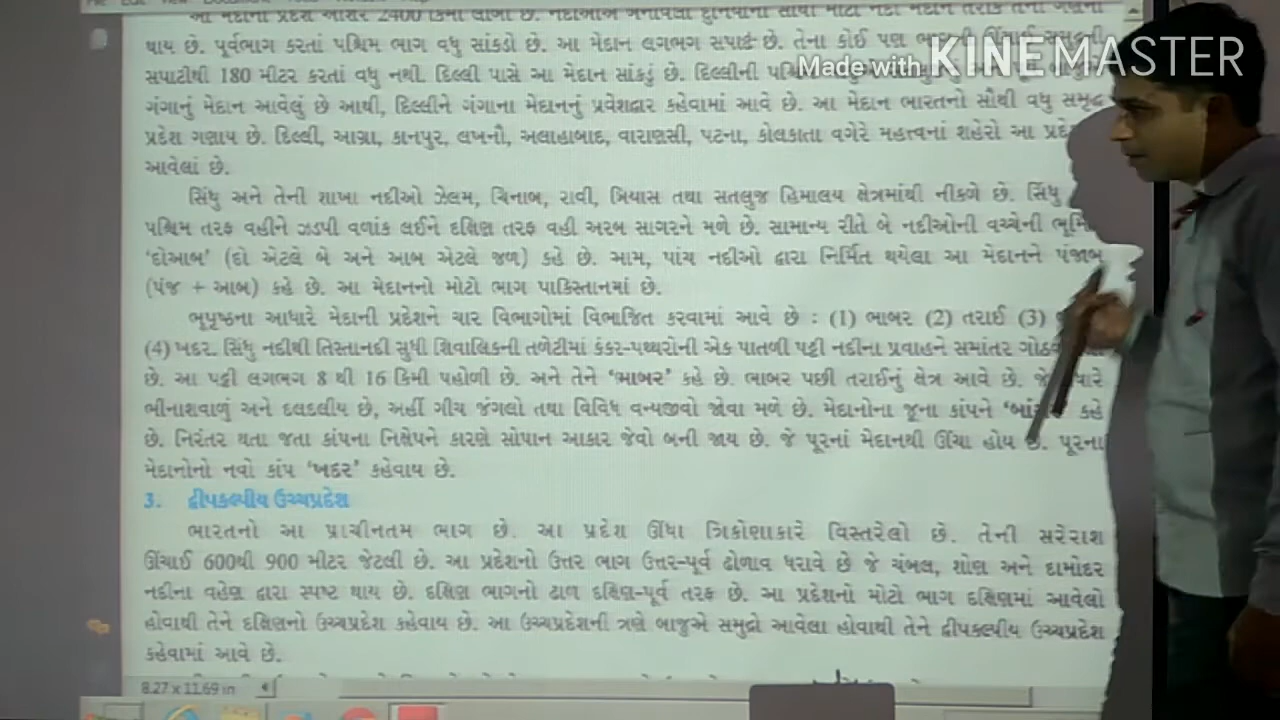 આ નદીનો પ્રદેશ આશરે 2400 કિમી લાંબો છે.
થાય છે. પૂર્વભાગ કરતાં પશ્ચિમ ભાગ વધુ સાંકડો છે. આ મેદાન લગભગ સપાટ છે. તેના કોઈ પણ
Made with KINEMASTER
સપાટીથી 180 મીટર કરતાં વધુ નથી. દિલ્લી પાસે આ મેદાન સાંકડું છે. દિલ્લીની
ગંગાનું મેદાન આવેલું છે આથી, દિલ્લીને ગંગાના મેદાનનું પ્રવેશદ્વાર કહેવામાં આવે છે. આ મેદાન ભારતનો સૌથી વધુ સમૃદ્ધ
પ્રદેશ ગણાય છે. દિલ્લી, આગ્રા, કાનપુર, લખનૌ, અલાહાબાદ, વારાણસી, પટના, કોલકાતા વગેરે મહત્ત્વનાં શહેરો આ
આવેલાં છે.
સિંધુ અને તેની શાખા નદીઓ ઝેલમ, ચિનાબ, રાવી, બિયાસ તથા સતલુજ હિમાલય ક્ષેત્રમાંથી નીકળે છે. સિંધુ
પશ્ચિમ તરફ વહીને ઝડપી વળાંક લઈને દક્ષિણ તરફ વહી અરબ સાગરને મળે છે. સામાન્ય રીતે બે નદીઓની વચ્ચેની
'દોઆબ' (દો એટલે બે અને આબ એટલે જળ) કહે છે. આમ, પાંચ નદીઓ દ્વારા નિર્મિત થયેલા આ મેદાનને પંજાબ
(પંજ + આબ) કહે છે. આ મેદાનનો મોટો ભાગ પાકિસ્તાનમાં છે.
ભૂપૃષ્ઠના આધારે મેદાની પ્રદેશને ચાર વિભાગોમાં વિભાજિત કરવામાં આવે છે : (1) ભાબર (2) તરાઈ (3)
(4) ખદર. સિંધુ નદીથી તિસ્તાનદી સુધી શિવાલિકની તળેટીમાં કંકર-પથ્થરોની એક પાતળી પટ્ટી નદીના પ્રવાહને સમાંતર
છે. આ પટ્ટી લગભગ 8 થી 16 કિમી પહોળી છે. અને તેને 'ભાબર' કહે છે. ભાબર પછી તરાઈનું ક્ષેત્ર આવે છે.
ભીનાશવાળું અને દલદલીય છે, અહીં ગીચ જંગલો તથા વિવિધ વન્યજીવો જોવા મળે છે. મેદાનોના જૂના કાંપને કહે
છે. નિરંતર થતા જતા કાંપના નિક્ષેપને કારણે સોપાન આકાર જેવો બની જાય છે. જે પૂરનાં મેદાનથી ઊંચા હોય છે. પૂરના
મેદાનોનો નવો કાંપ 'ખદર' કહેવાય છે.
3. દ્વીપકલ્પીય ઉચ્ચપ્રદેશ
ભારતનો આ પ્રાચીનતમ ભાગ છે. આ પ્રદેશ ઊંધા ત્રિકોણાકારે વિસ્તરેલો છે. તેની સરેરાશ
ઊંચાઈ 600થી 900 મીટર જેટલી છે. આ પ્રદેશનો ઉત્તર ભાગ ઉત્તર-પૂર્વ ઢોળાવ ધરાવે છે જે ચંબલ, શોણ અને દામોદર
નદીના વહેણ દ્વારા સ્પષ્ટ થાય છે. દક્ષિણ ભાગનો ઢાળ દક્ષિણ-પૂર્વ તરફ છે. આ પ્રદેશનો મોટો ભાગ દક્ષિણમાં આવેલો
હોવાથી તેને દક્ષિણનો ઉચ્ચપ્રદેશ કહેવાય છે. આ ઉચ્ચપ્રદેશની ત્રણે બાજુએ સમુદ્રો આવેલા હોવાથી તેને દ્વીપકલ્પીય ઉચ્ચપ્રદેશ
કહેવામાં આવે છે.
8.27 x 11.69 in